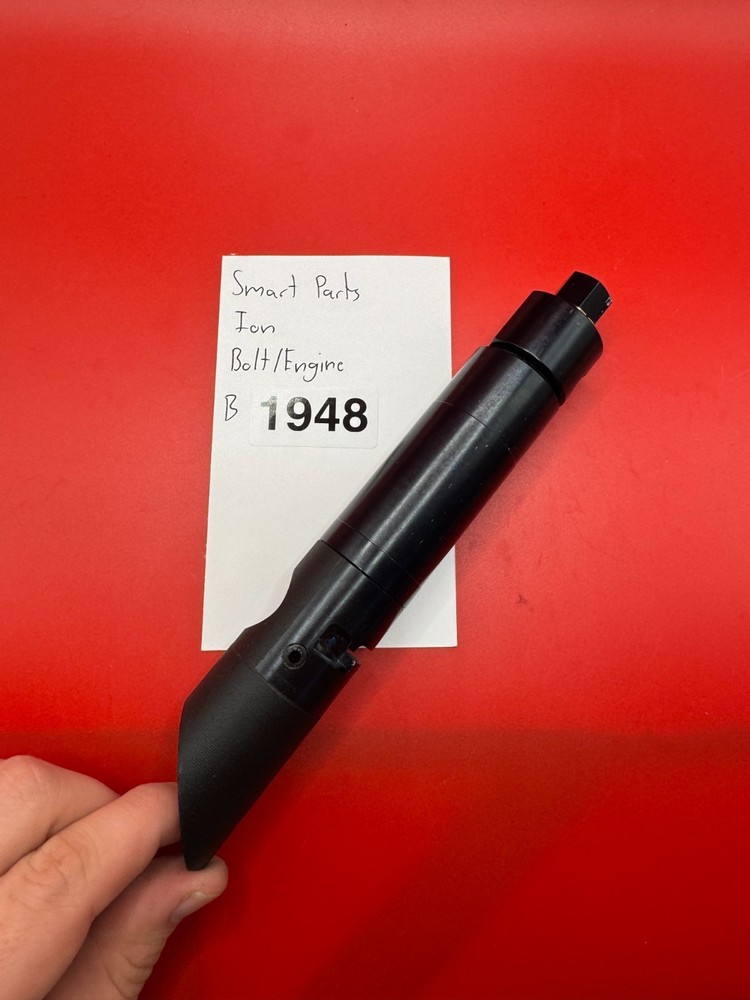 Smart Parts
Ion
Bolt/Engine
B 1948